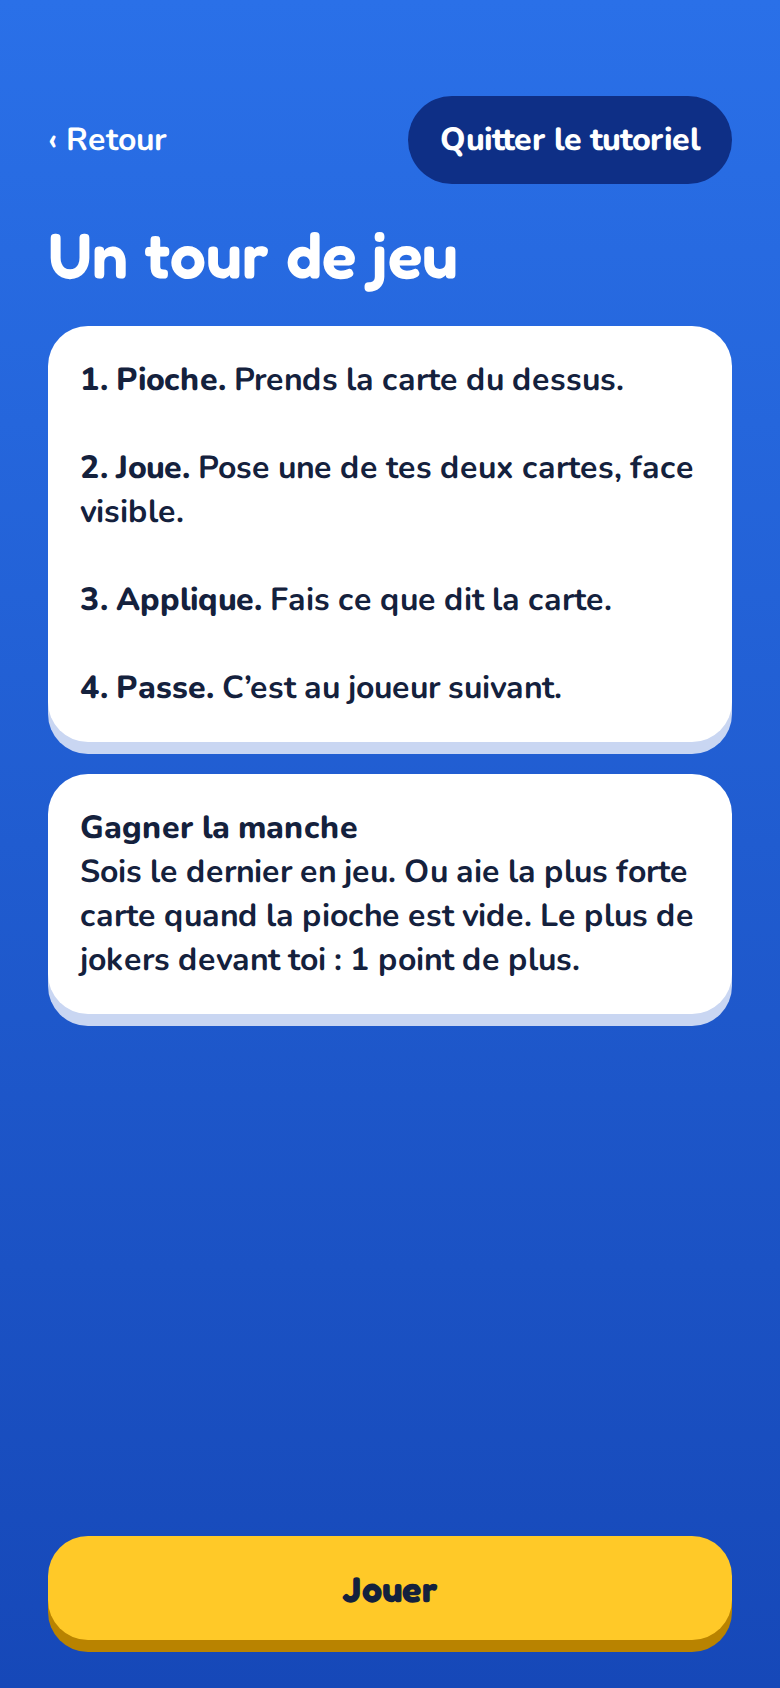 ‹ Retour
Quitter le tutoriel
Un tour de jeu
1. Pioche. Prends la carte du dessus.
2. Joue. Pose une de tes deux cartes, face
visible.
3. Applique. Fais ce que dit la carte.
4. Passe. C’est au joueur suivant.
Gagner la manche
Sois le dernier en jeu. Ou aie la plus forte
carte quand la pioche est vide. Le plus de
jokers devant toi : 1 point de plus.
Jouer